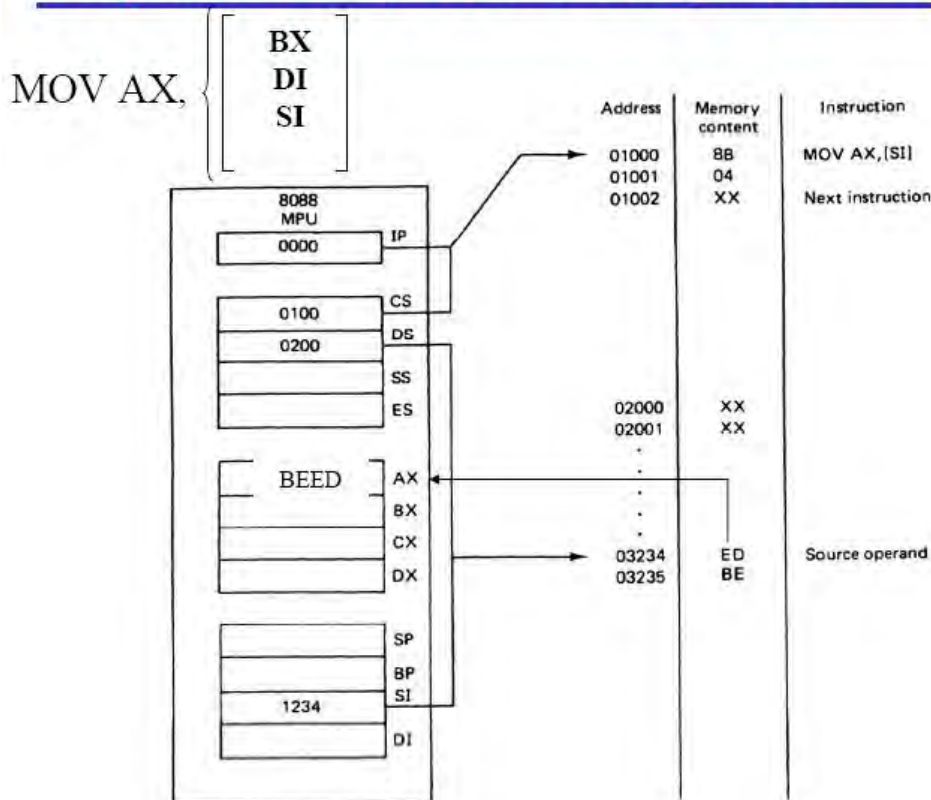 MOV AX,
BX
DI
SI
8088
MPU
0000 IP
0100 CS
0200 DS
SS
ES
BEED AX
BX
CX
DX
SP
BP
1234 SI
DI
Address Memory content Instruction
01000 8B MOV AX,[SI]
01001 04
01002 XX Next instruction
02000 XX
02001 XX
03234 ED Source operand
03235 BE